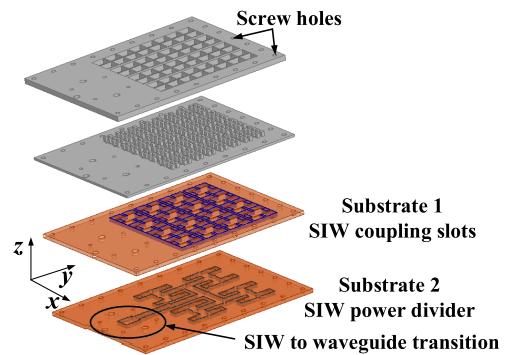 Screw holes
Substrate 1
SIW coupling slots
z
y
x
Substrate 2
SIW power divider
SIW to waveguide transition